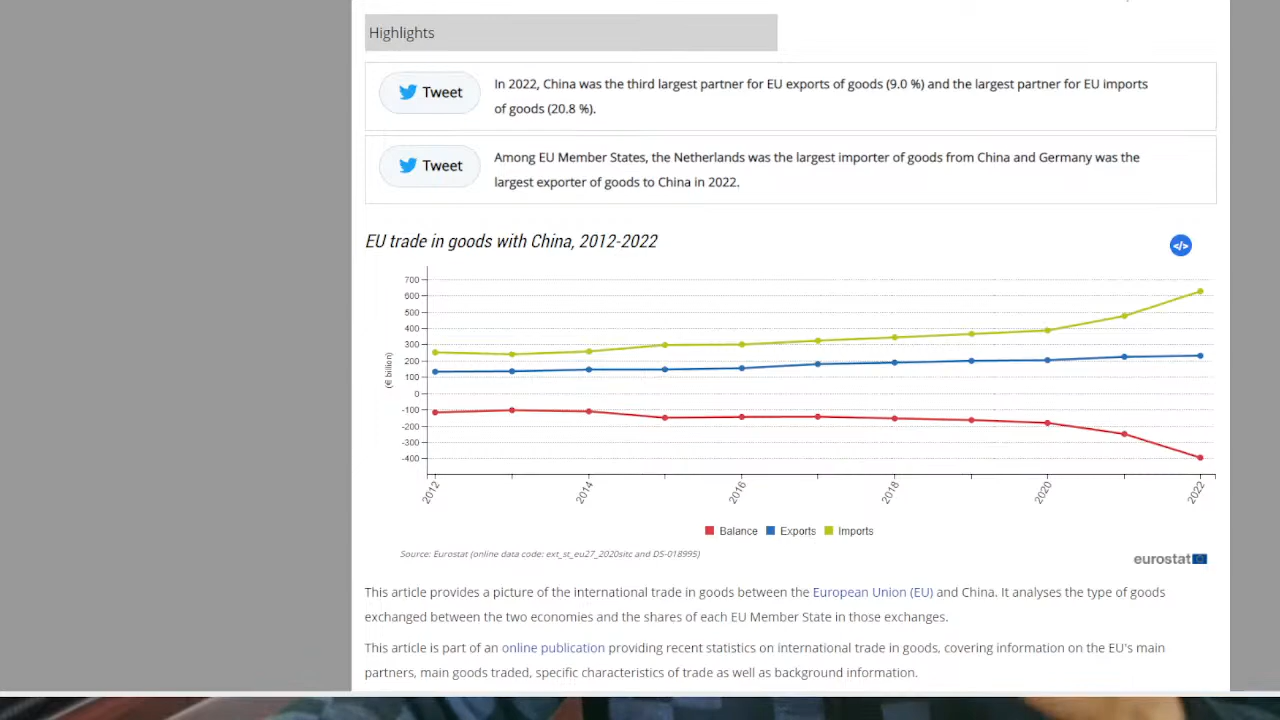 Highlights
Tweet
In 2022, China was the third largest partner for EU exports of goods (9.0 %) and the largest partner for EU imports
of goods (20.8 %).
Tweet
Among EU Member States, the Netherlands was the largest importer of goods from China and Germany was the
largest exporter of goods to China in 2022.
EU trade in goods with China, 2012-2022
</>
(€ billion)
700
600
500
400
300
200
100
0
-100
-200
-300
-400
2012
2014
2016
2018
2020
2022
Balance Exports Imports
Source: Eurostat (online data code: ext_st_eu27_2020sitc and DS-018995)
eurostat
This article provides a picture of the international trade in goods between the European Union (EU) and China. It analyses the type of goods
exchanged between the two economies and the shares of each EU Member State in those exchanges.
This article is part of an online publication providing recent statistics on international trade in goods, covering information on the EU's main
partners, main goods traded, specific characteristics of trade as well as background information.